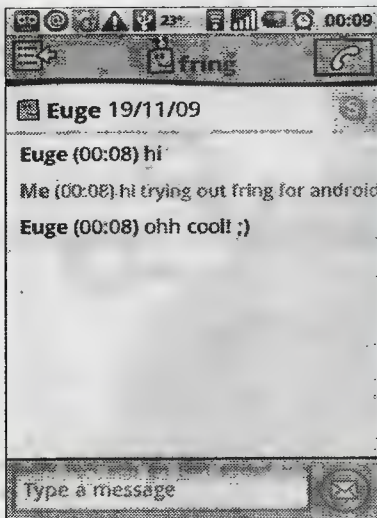 23° 00:09
fring
Euge 19/11/09
Euge (00:08) hi
Me (00:08) hi trying out fring for android
Euge (00:08) ohh cool! ;)
Type a message